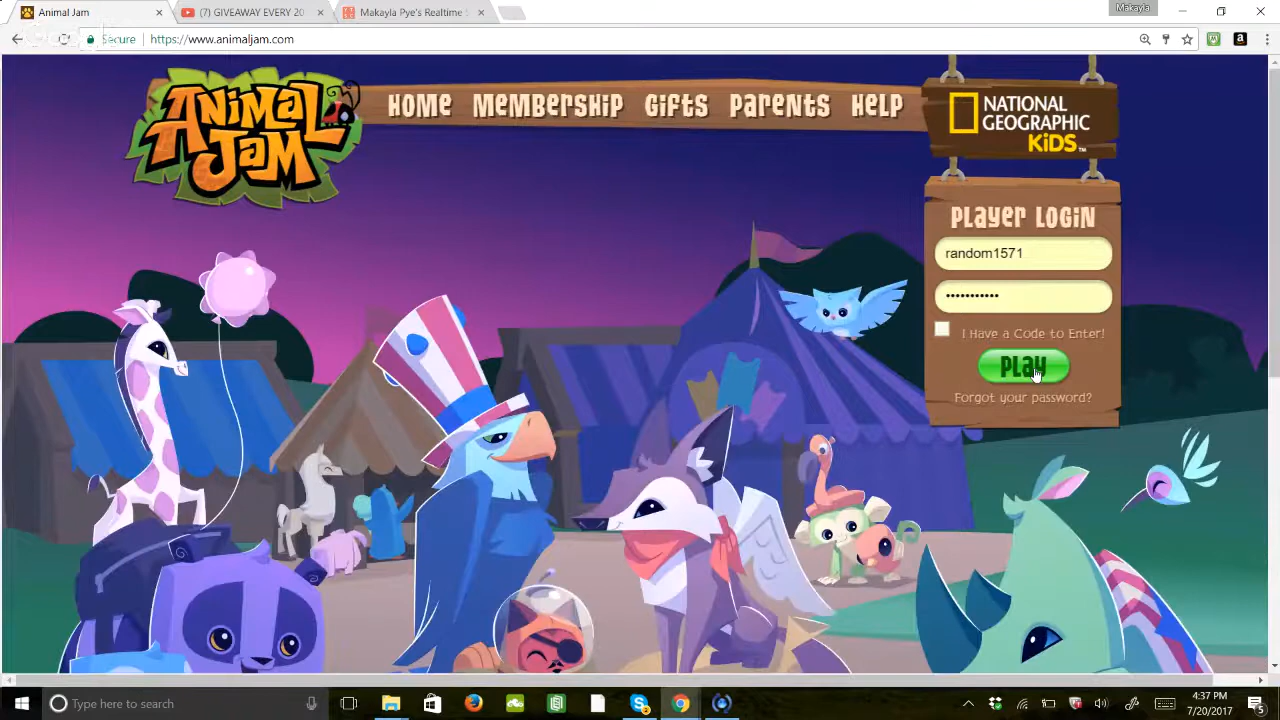 Animal Jam
(7) GIVEAWAY EVERY 20
Makayla Pye's Realtime S
Makayla
Secure
https://www.animaljam.com
ANIMAL JAM
HOME
MEMBERSHIP
GIFTS
PARENTS
HELP
NATIONAL
GEOGRAPHIC
KiDS™
PLAYER LOGIN
random1571
•••••••••••
I Have a Code to Enter!
PLAY
Forgot your password?
Type here to search
4:37 PM
7/20/2017
5